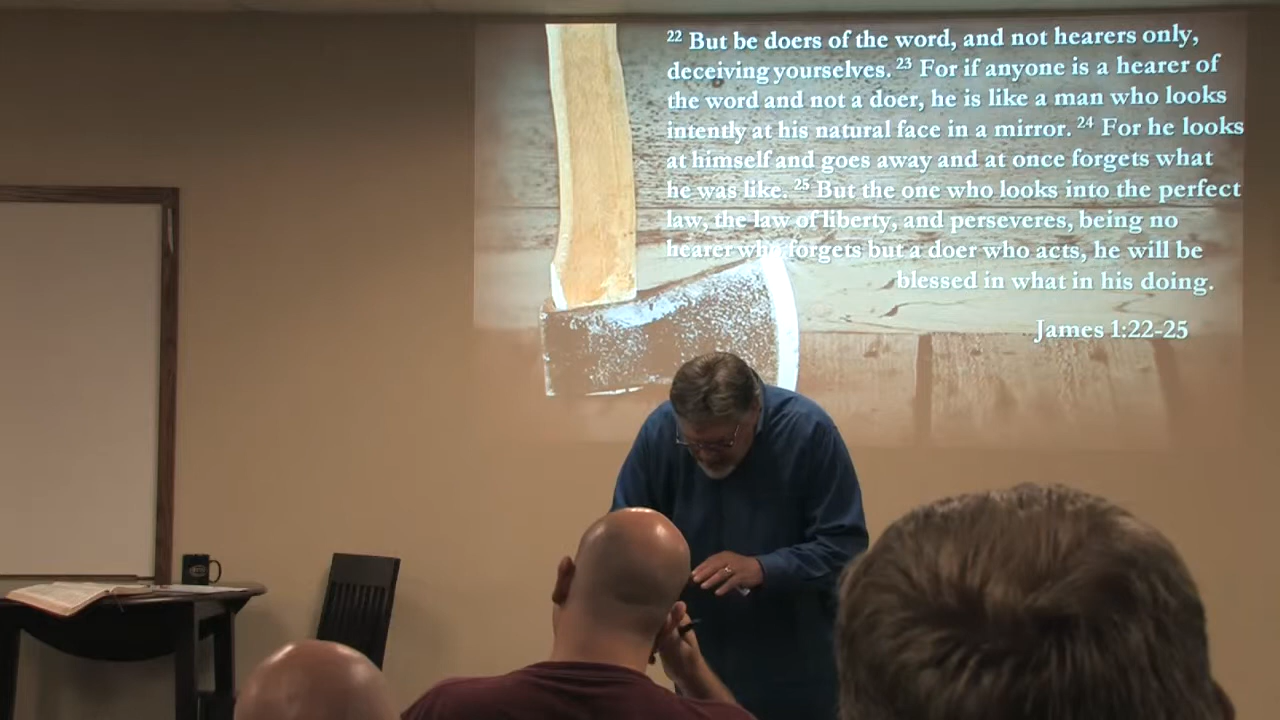 22 But be doers of the word, and not hearers only,
deceiving yourselves. 23 For if anyone is a hearer of
the word and not a doer, he is like a man who looks
intently at his natural face in a mirror. 24 For he looks
at himself and goes away and at once forgets what
he was like. 25 But the one who looks into the perfect
law, the law of liberty, and perseveres, being no
hearer who forgets but a doer who acts, he will be
blessed in what in his doing.
James 1:22-25